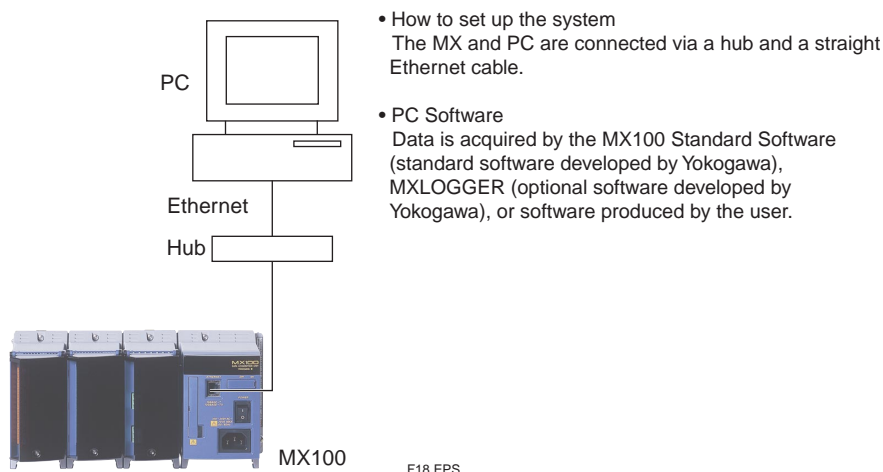 • How to set up the system
The MX and PC are connected via a hub and a straight
Ethernet cable.
PC
• PC Software
Data is acquired by the MX100 Standard Software
(standard software developed by Yokogawa),
MXLOGGER (optional software developed by
Yokogawa), or software produced by the user.
Ethernet
Hub
MX100
MX100
F18.EPS